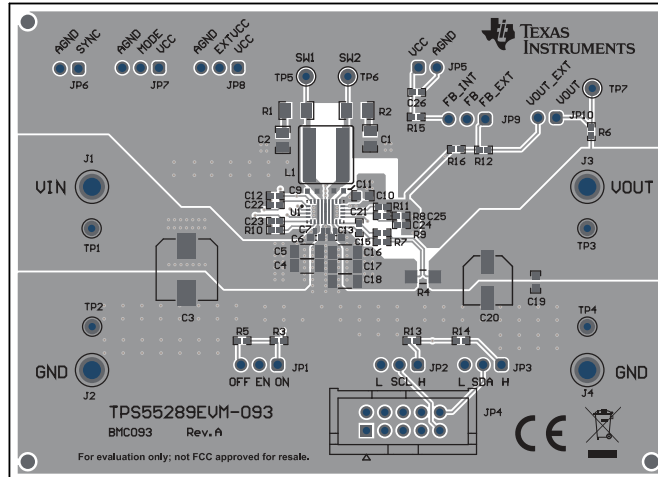 TEXAS INSTRUMENTS
AGND SYNC JP6
AGND MODE VCC JP7
AGND EXTVCC VCC JP8
SW1 SW2
TP5 TP6
VCC AGND JP5
C26
R15
FB_INT FB FB_EXT JP9
VOUT_EXT VOUT JP10
TP7
R6
R1 R2
C2 C1
L1
R16 R12
J1
VIN
TP1
J3
VOUT
TP3
C9 C11
C12 C22
C10
U1
C21
R11
R8 C25
C24
C23
R10
C7 C13
R9
C6 C15
R7
C5 C16
C4 C17
C18
R4
C3
C20 C19
TP2 TP4
R5 R3
OFF EN ON JP1
R13 R14
L SCL H JP2
L SDA H JP3
GND
J2
GND
J4
JP4
TPS55289EVM-093
BMC093 Rev.A
CE
For evaluation only; not FCC approved for resale.